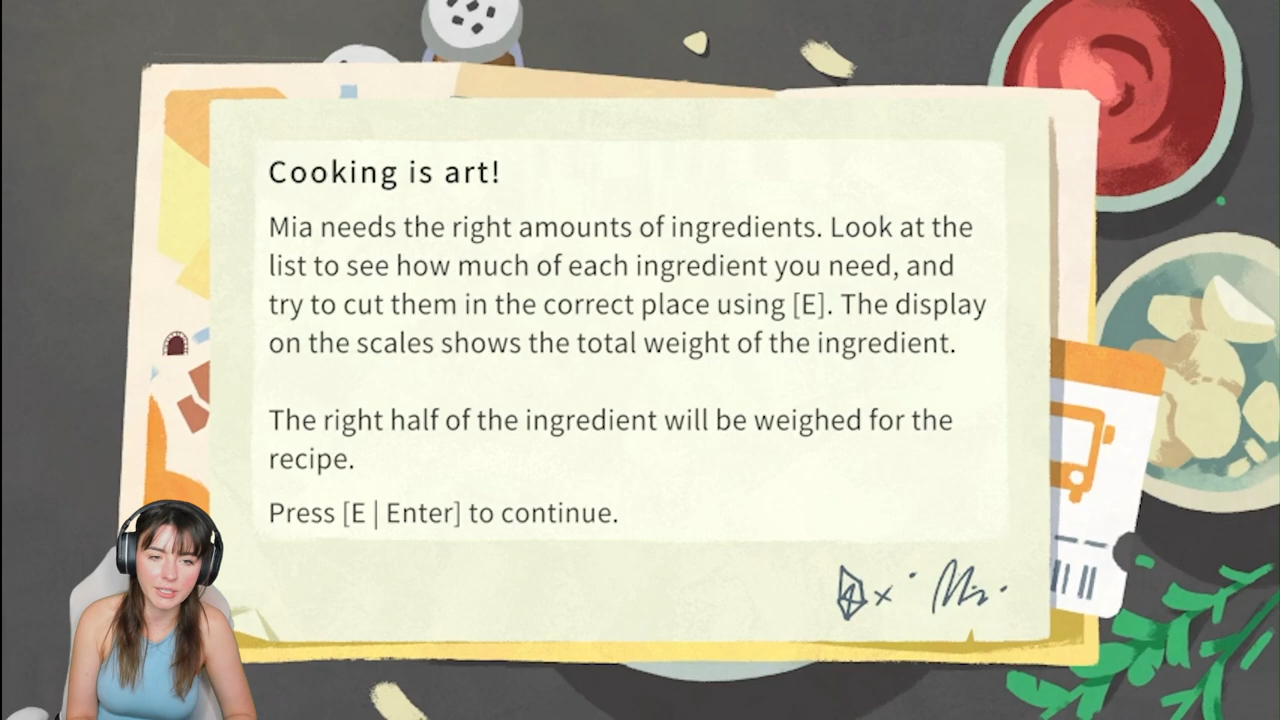 Cooking is art!
Mia needs the right amounts of ingredients. Look at the
list to see how much of each ingredient you need, and
try to cut them in the correct place using [E]. The display
on the scales shows the total weight of the ingredient.
The right half of the ingredient will be weighed for the
recipe.
Press [E | Enter] to continue.